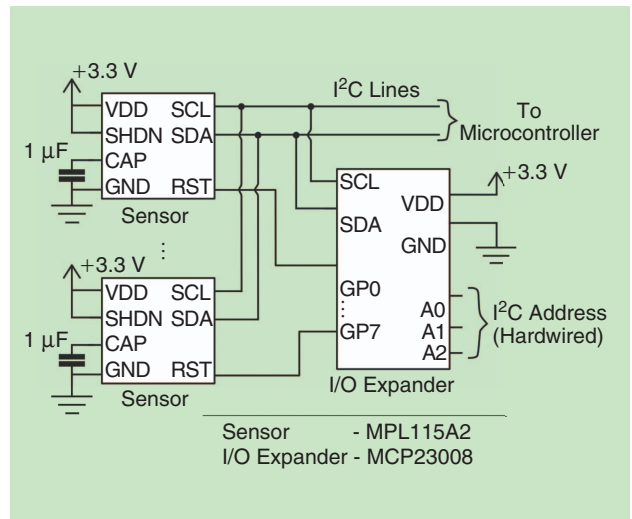 +3.3 V
VDD SCL
SHDN SDA
1 µF
CAP
GND RST
Sensor
⋮
+3.3 V
VDD SCL
SHDN SDA
1 µF
CAP
GND RST
Sensor
I²C Lines
To
Microcontroller
SCL
SDA
VDD
+3.3 V
GND
GP0
⋮
GP7
A0
A1
A2
I²C Address
(Hardwired)
I/O Expander
Sensor - MPL115A2
I/O Expander - MCP23008